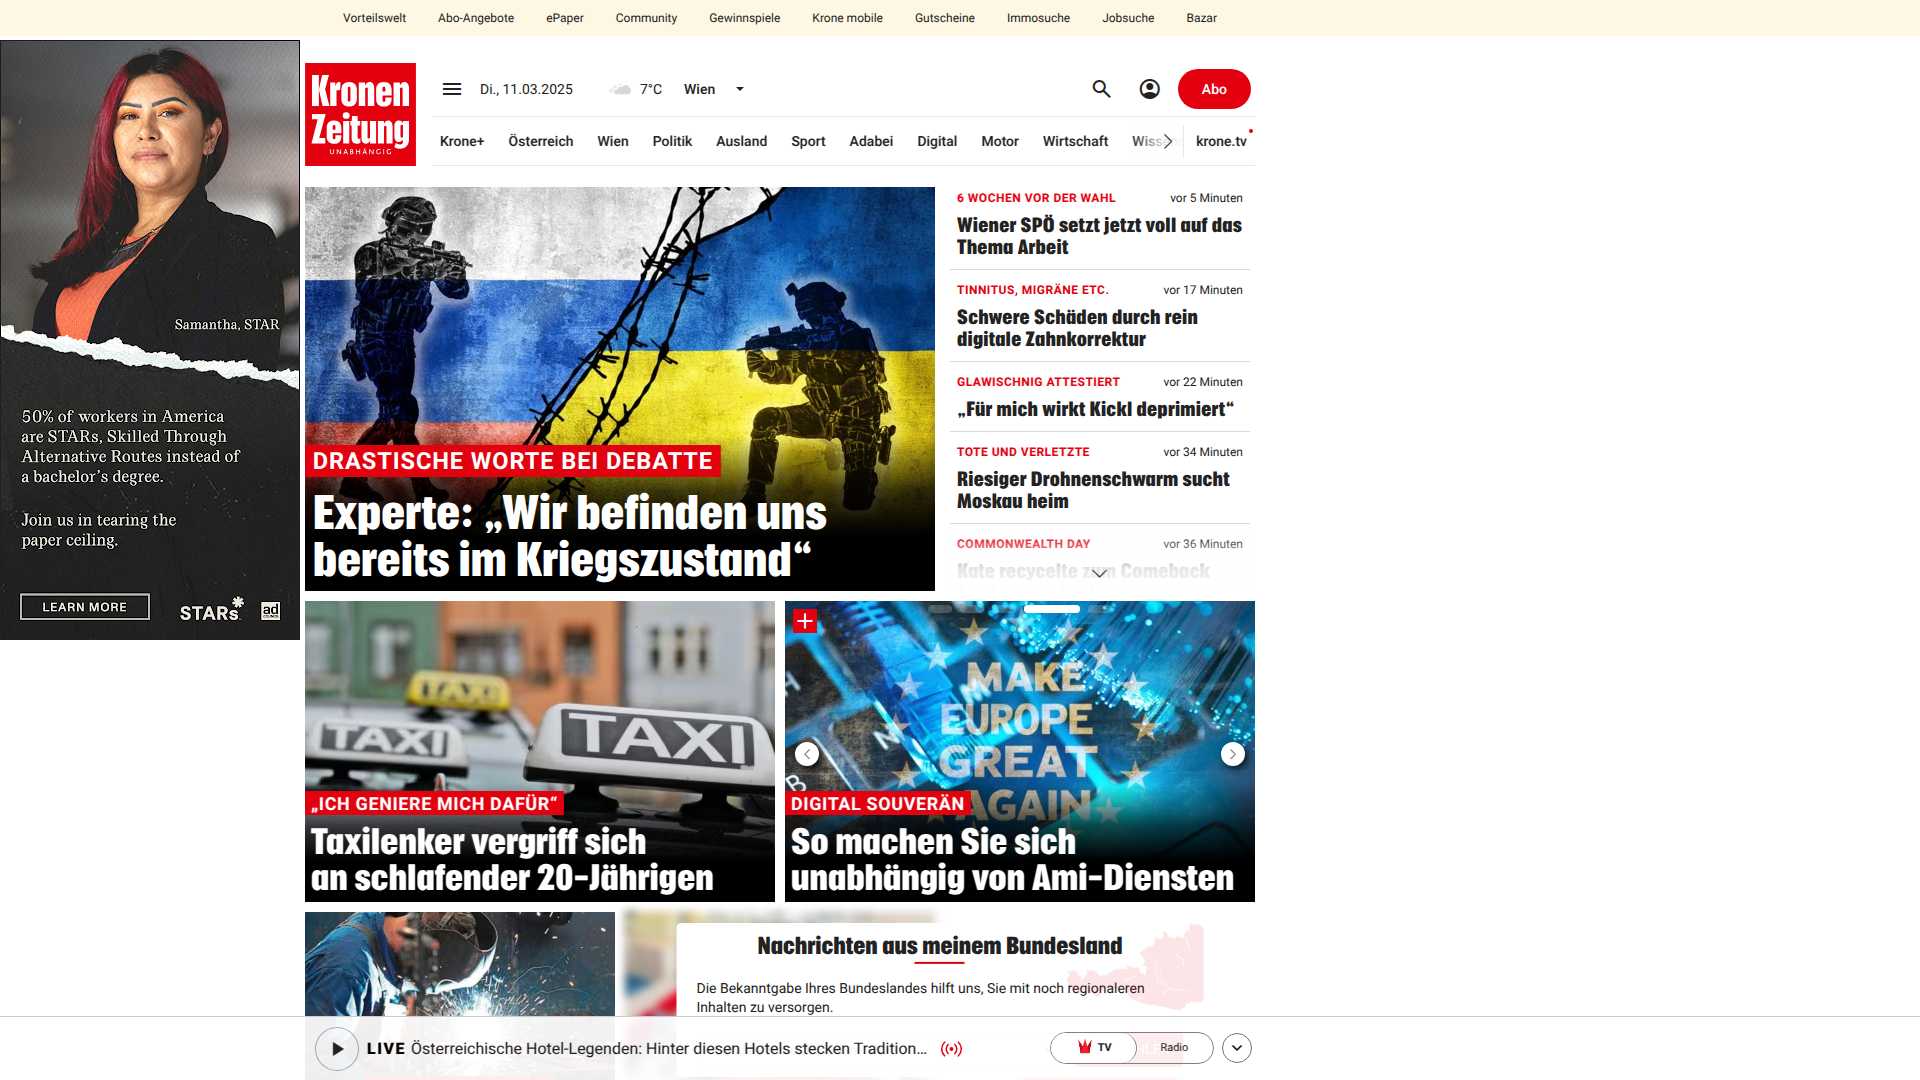 Vorteilswelt Abo-Angebote ePaper Community Gewinnspiele Krone mobile Gutscheine Immosuche Jobsuche Bazar
Kronen
Zeitung
UNABHÄNGIG
Di., 11.03.2025 7°C Wien
Abo
Krone+ Österreich Wien Politik Ausland Sport Adabei Digital Motor Wirtschaft krone.tv
Samantha, STAR
50% of workers in America
are STARs, Skilled Through
Alternative Routes instead of
a bachelor's degree.
Join us in tearing the
paper ceiling.
LEARN MORE
STARs*
ad
DRASTISCHE WORTE BEI DEBATTE
Experte: „Wir befinden uns
bereits im Kriegszustand“
6 WOCHEN VOR DER WAHL vor 5 Minuten
Wiener SPÖ setzt jetzt voll auf das
Thema Arbeit
TINNITUS, MIGRÄNE ETC. vor 17 Minuten
Schwere Schäden durch rein
digitale Zahnkorrektur
GLAWISCHNIG ATTESTIERT vor 22 Minuten
„Für mich wirkt Kickl deprimiert“
TOTE UND VERLETZTE vor 34 Minuten
Riesiger Drohnenschwarm sucht
Moskau heim
COMMONWEALTH DAY vor 36 Minuten
Kate recycelte zum Comeback
TAXI
TAXI
TAXI
„ICH GENIERE MICH DAFÜR“
Taxilenker vergriff sich
an schlafender 20-Jährigen
MAKE
EUROPE
GREAT
AGAIN
DIGITAL SOUVERÄN
So machen Sie sich
unabhängig von Ami-Diensten
Nachrichten aus meinem Bundesland
Die Bekanntgabe Ihres Bundeslandes hilft uns, Sie mit noch regionaleren
Inhalten zu versorgen.
LIVE Österreichische Hotel-Legenden: Hinter diesen Hotels stecken Tradition...
TV Radio